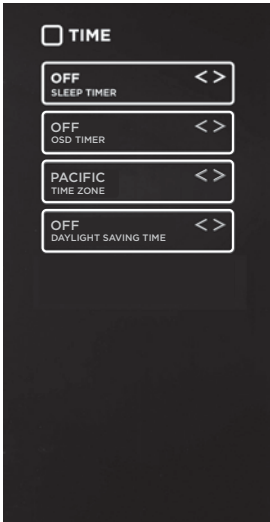 TIME
OFF < >
SLEEP TIMER
OFF < >
OSD TIMER
PACIFIC < >
TIME ZONE
OFF < >
DAYLIGHT SAVING TIME